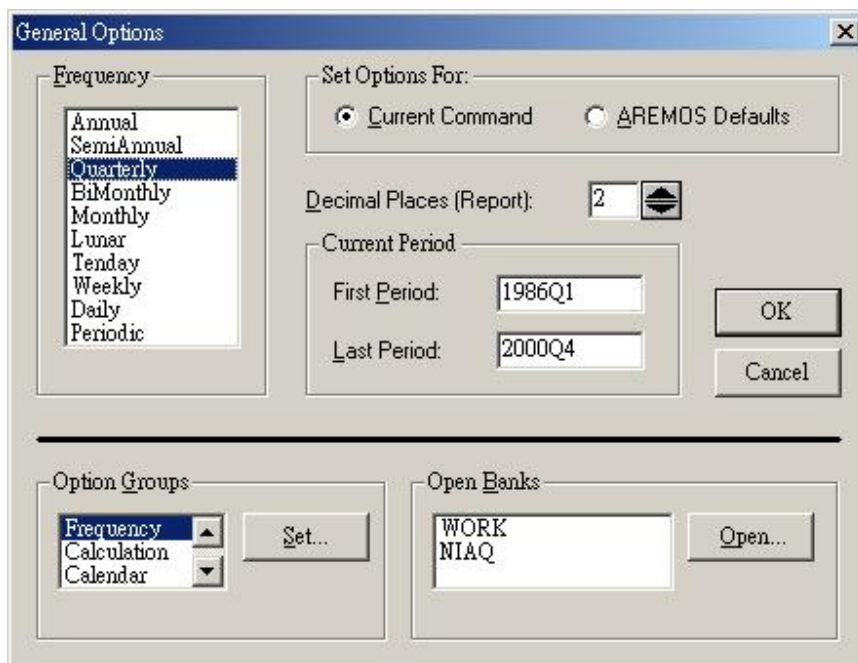 General Options
Frequency
Annual
SemiAnnual
Quarterly
BiMonthly
Monthly
Lunar
Tenday
Weekly
Daily
Periodic
Set Options For:
Current Command
AREMOS Defaults
Decimal Places (Report):
2
Current Period
First Period:
1986Q1
Last Period:
2000Q4
OK
Cancel
Option Groups
Frequency
Calculation
Calendar
Set...
Open Banks
WORK
NIAQ
Open...